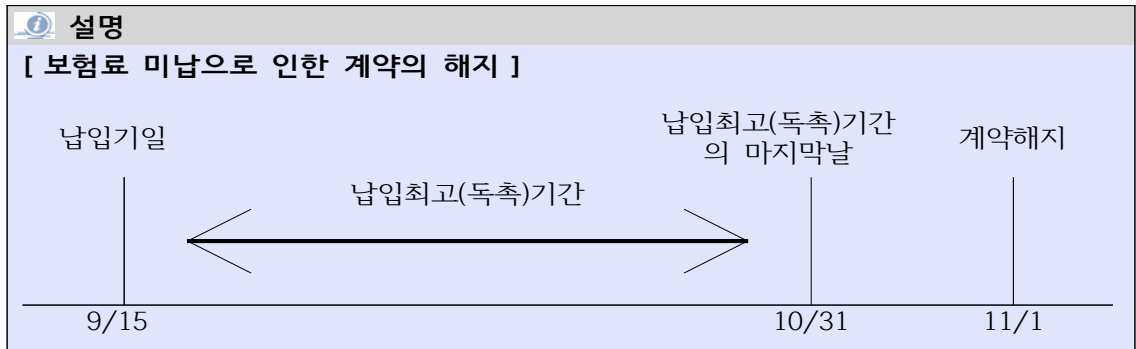 설명
[ 보험료 미납으로 인한 계약의 해지 ]
납입기일
납입최고(독촉)기간
의 마지막날
계약해지
납입최고(독촉)기간
9/15
10/31
11/1